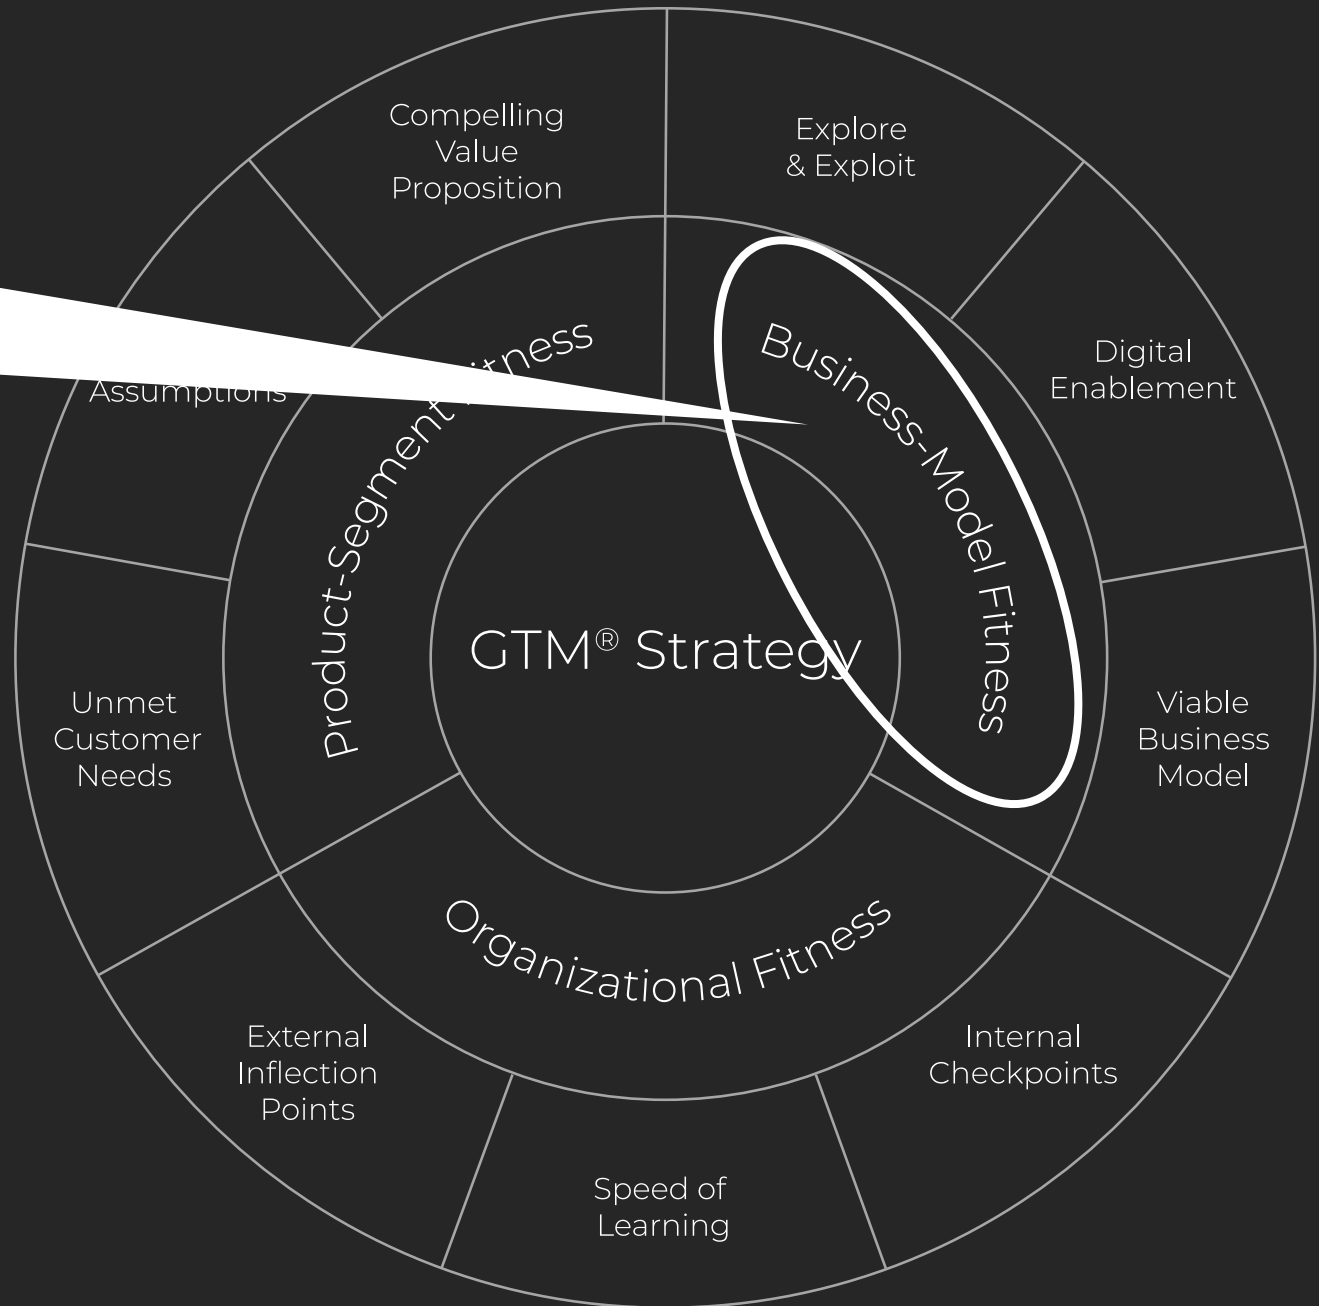 Compelling
Value
Proposition
Explore
& Exploit
Digital
Enablement
Assumptions
Product-Segment Fitness
Business-Model Fitness
GTM® Strategy
Unmet
Customer
Needs
Viable
Business
Model
Organizational Fitness
External
Inflection
Points
Internal
Checkpoints
Speed of
Learning